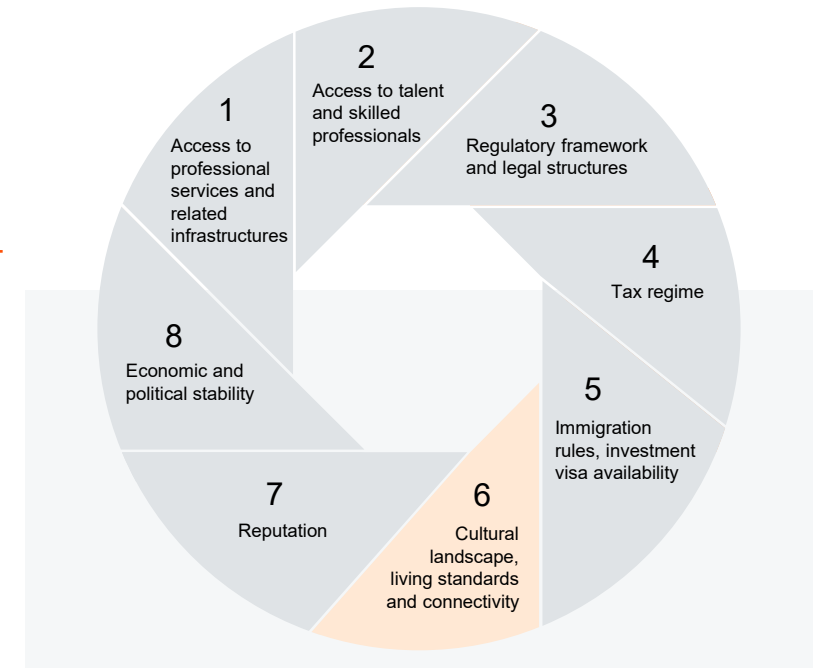 1
Access to
professional
services and
related
infrastructures
2
Access to talent
and skilled
professionals
3
Regulatory framework
and legal structures
4
Tax regime
5
Immigration
rules, investment
visa availability
6
Cultural
landscape,
living standards
and connectivity
7
Reputation
8
Economic and
political stability